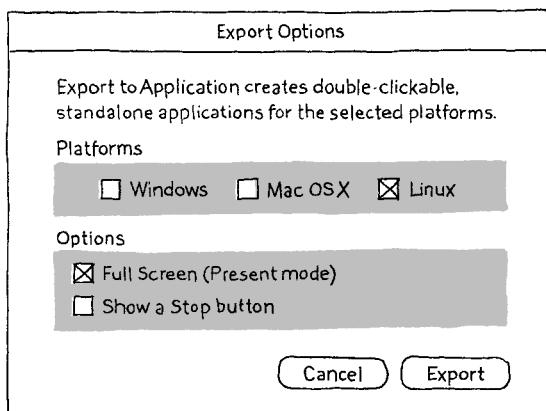 Export Options
Export to Application creates double-clickable,
standalone applications for the selected platforms.
Platforms
Windows Mac OS X Linux
Options
Full Screen (Present mode)
Show a Stop button
Cancel Export